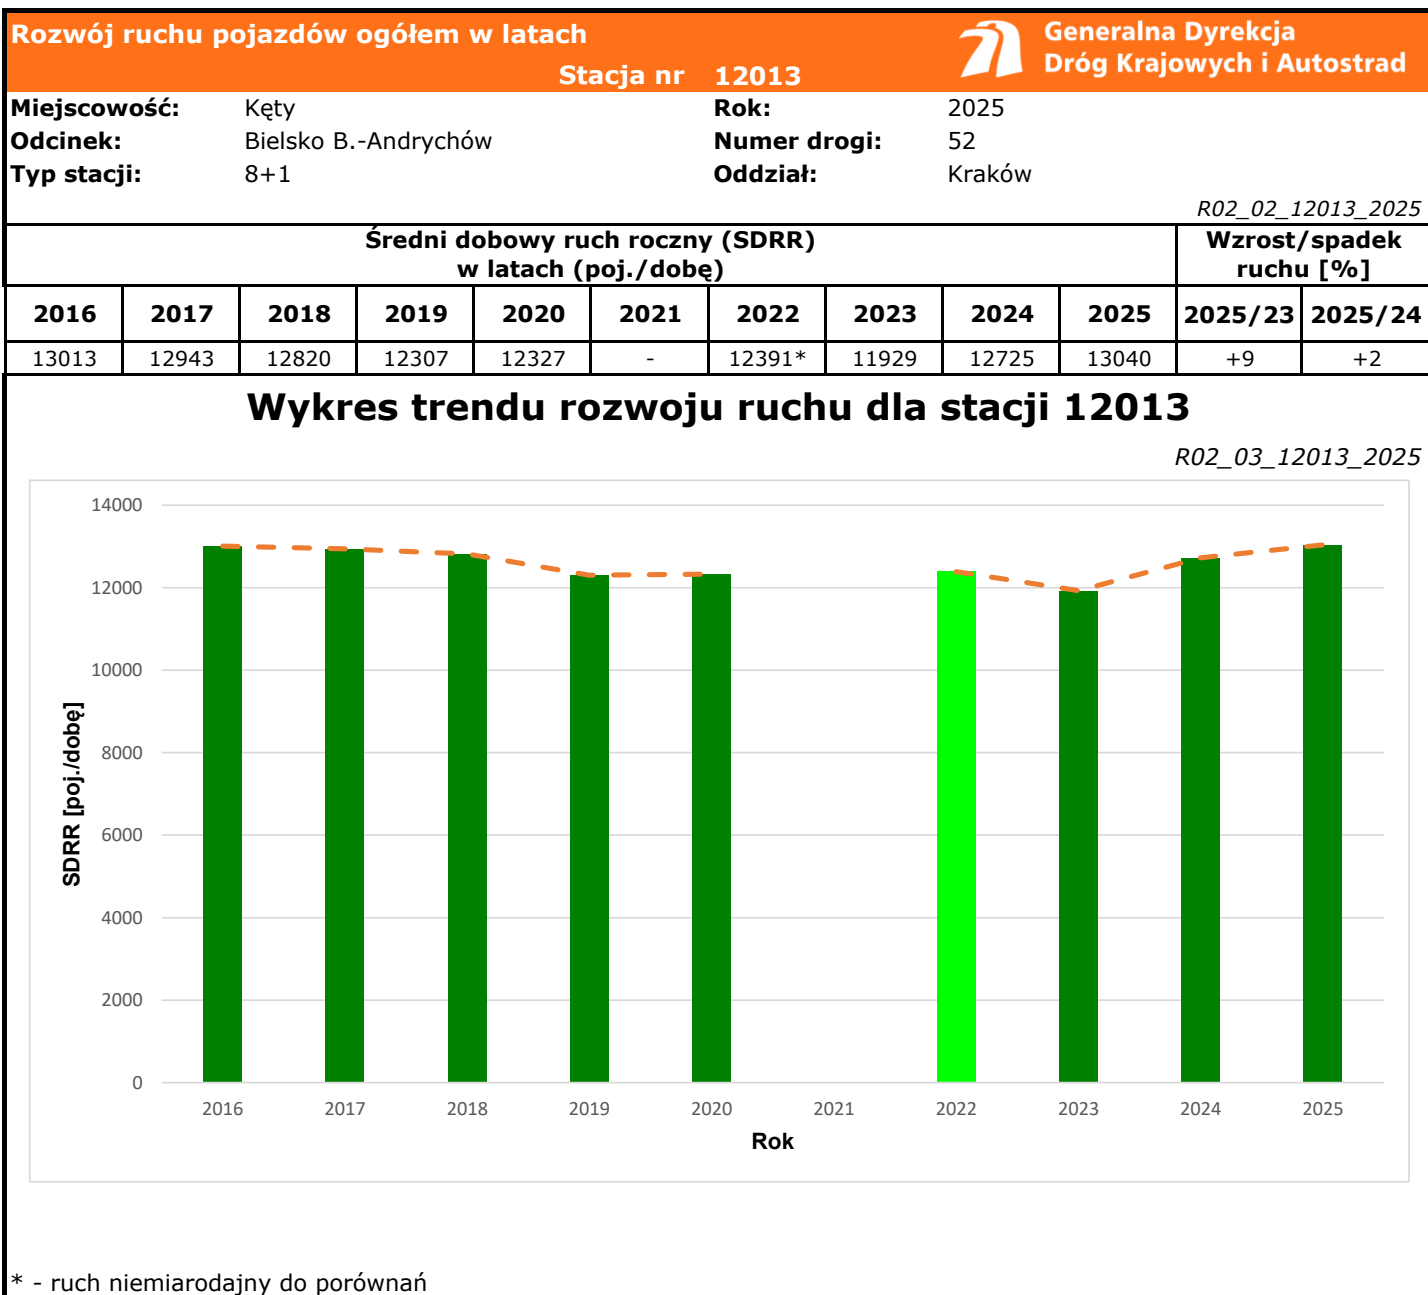 Rozwój ruchu pojazdów ogółem w latach
Stacja nr 12013
Generalna Dyrekcja
Dróg Krajowych i Autostrad
Miejscowość: Kęty Rok: 2025
Odcinek: Bielsko B.-Andrychów Numer drogi: 52
Typ stacji: 8+1 Oddział: Kraków
R02_02_12013_2025
Średni dobowy ruch roczny (SDRR)
w latach (poj./dobę)
Wzrost/spadek
ruchu [%]
2016 2017 2018 2019 2020 2021 2022 2023 2024 2025 2025/23 2025/24
13013 12943 12820 12307 12327 - 12391* 11929 12725 13040 +9 +2
Wykres trendu rozwoju ruchu dla stacji 12013
R02_03_12013_2025
14000
12000
10000
8000
6000
4000
2000
0
SDRR [poj./dobę]
2016 2017 2018 2019 2020 2021 2022 2023 2024 2025
Rok
* - ruch niemiarodajny do porównań